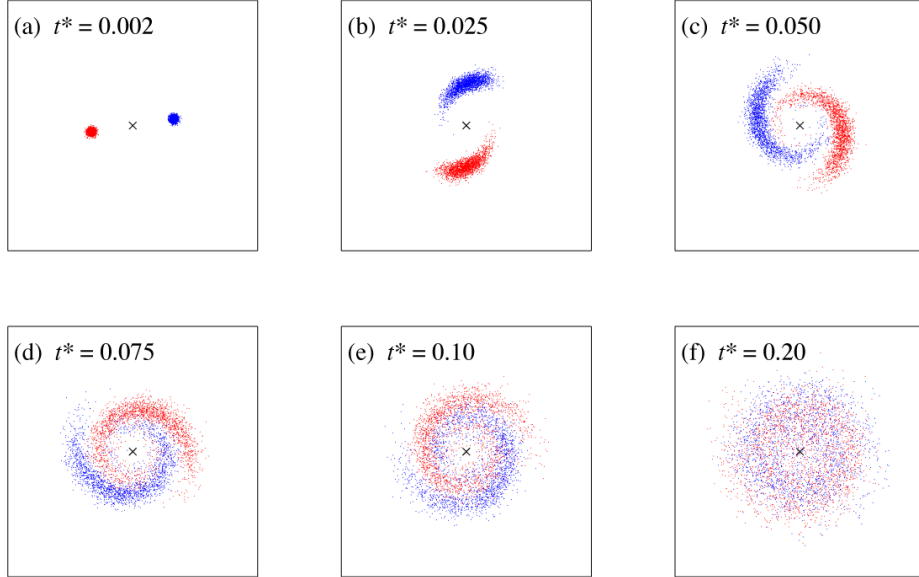 (a) t* = 0.002
(b) t* = 0.025
(c) t* = 0.050
(d) t* = 0.075
(e) t* = 0.10
(f) t* = 0.20